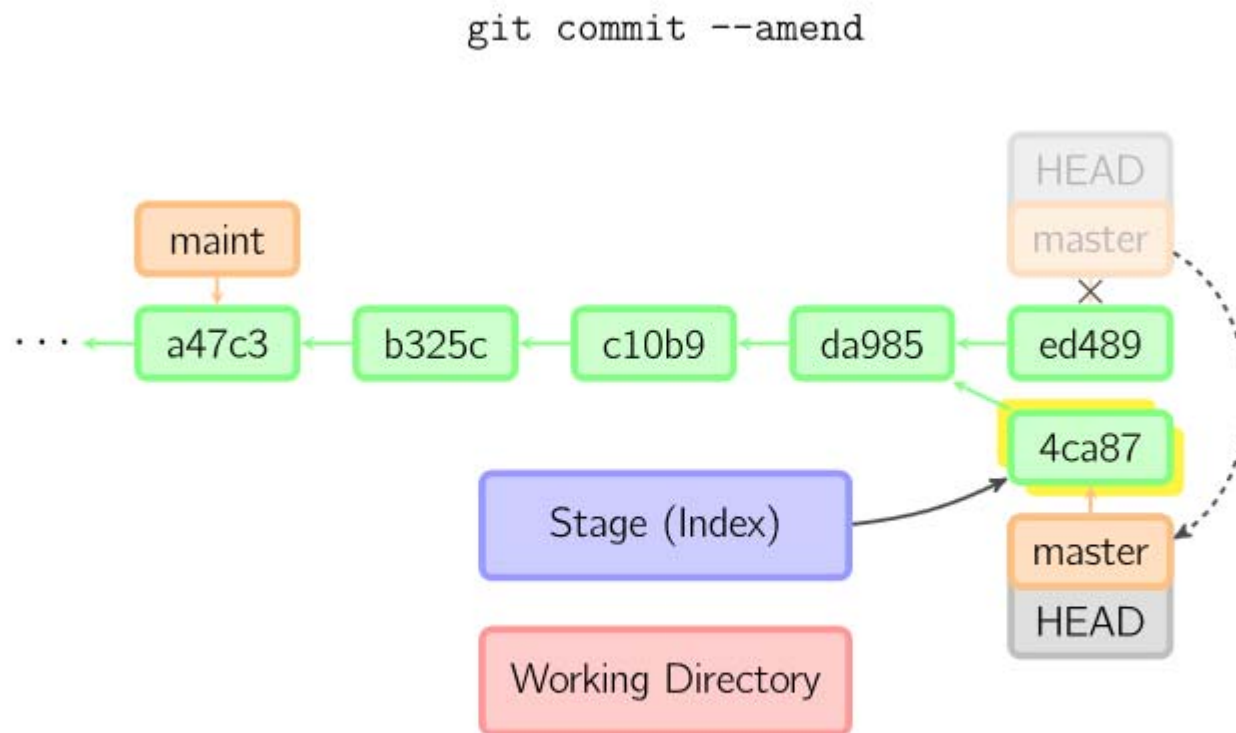 git commit --amend
HEAD
master
maint
... a47c3 b325c c10b9 da985 ed489
4ca87
Stage (Index)
master
HEAD
Working Directory